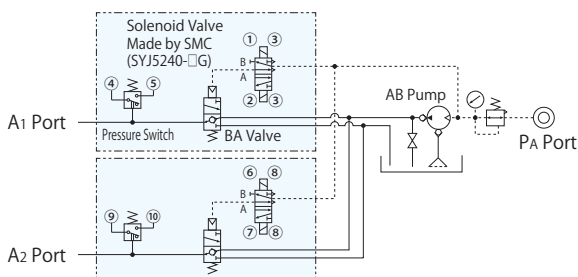 Solenoid Valve
Made by SMC
(SYJ5240-□G)
① ③
B
A
② ③
④ ⑤
A1 Port
Pressure Switch
BA Valve
AB Pump
PA Port
⑥ ⑧
B
A
⑦ ⑧
⑨ ⑩
A2 Port